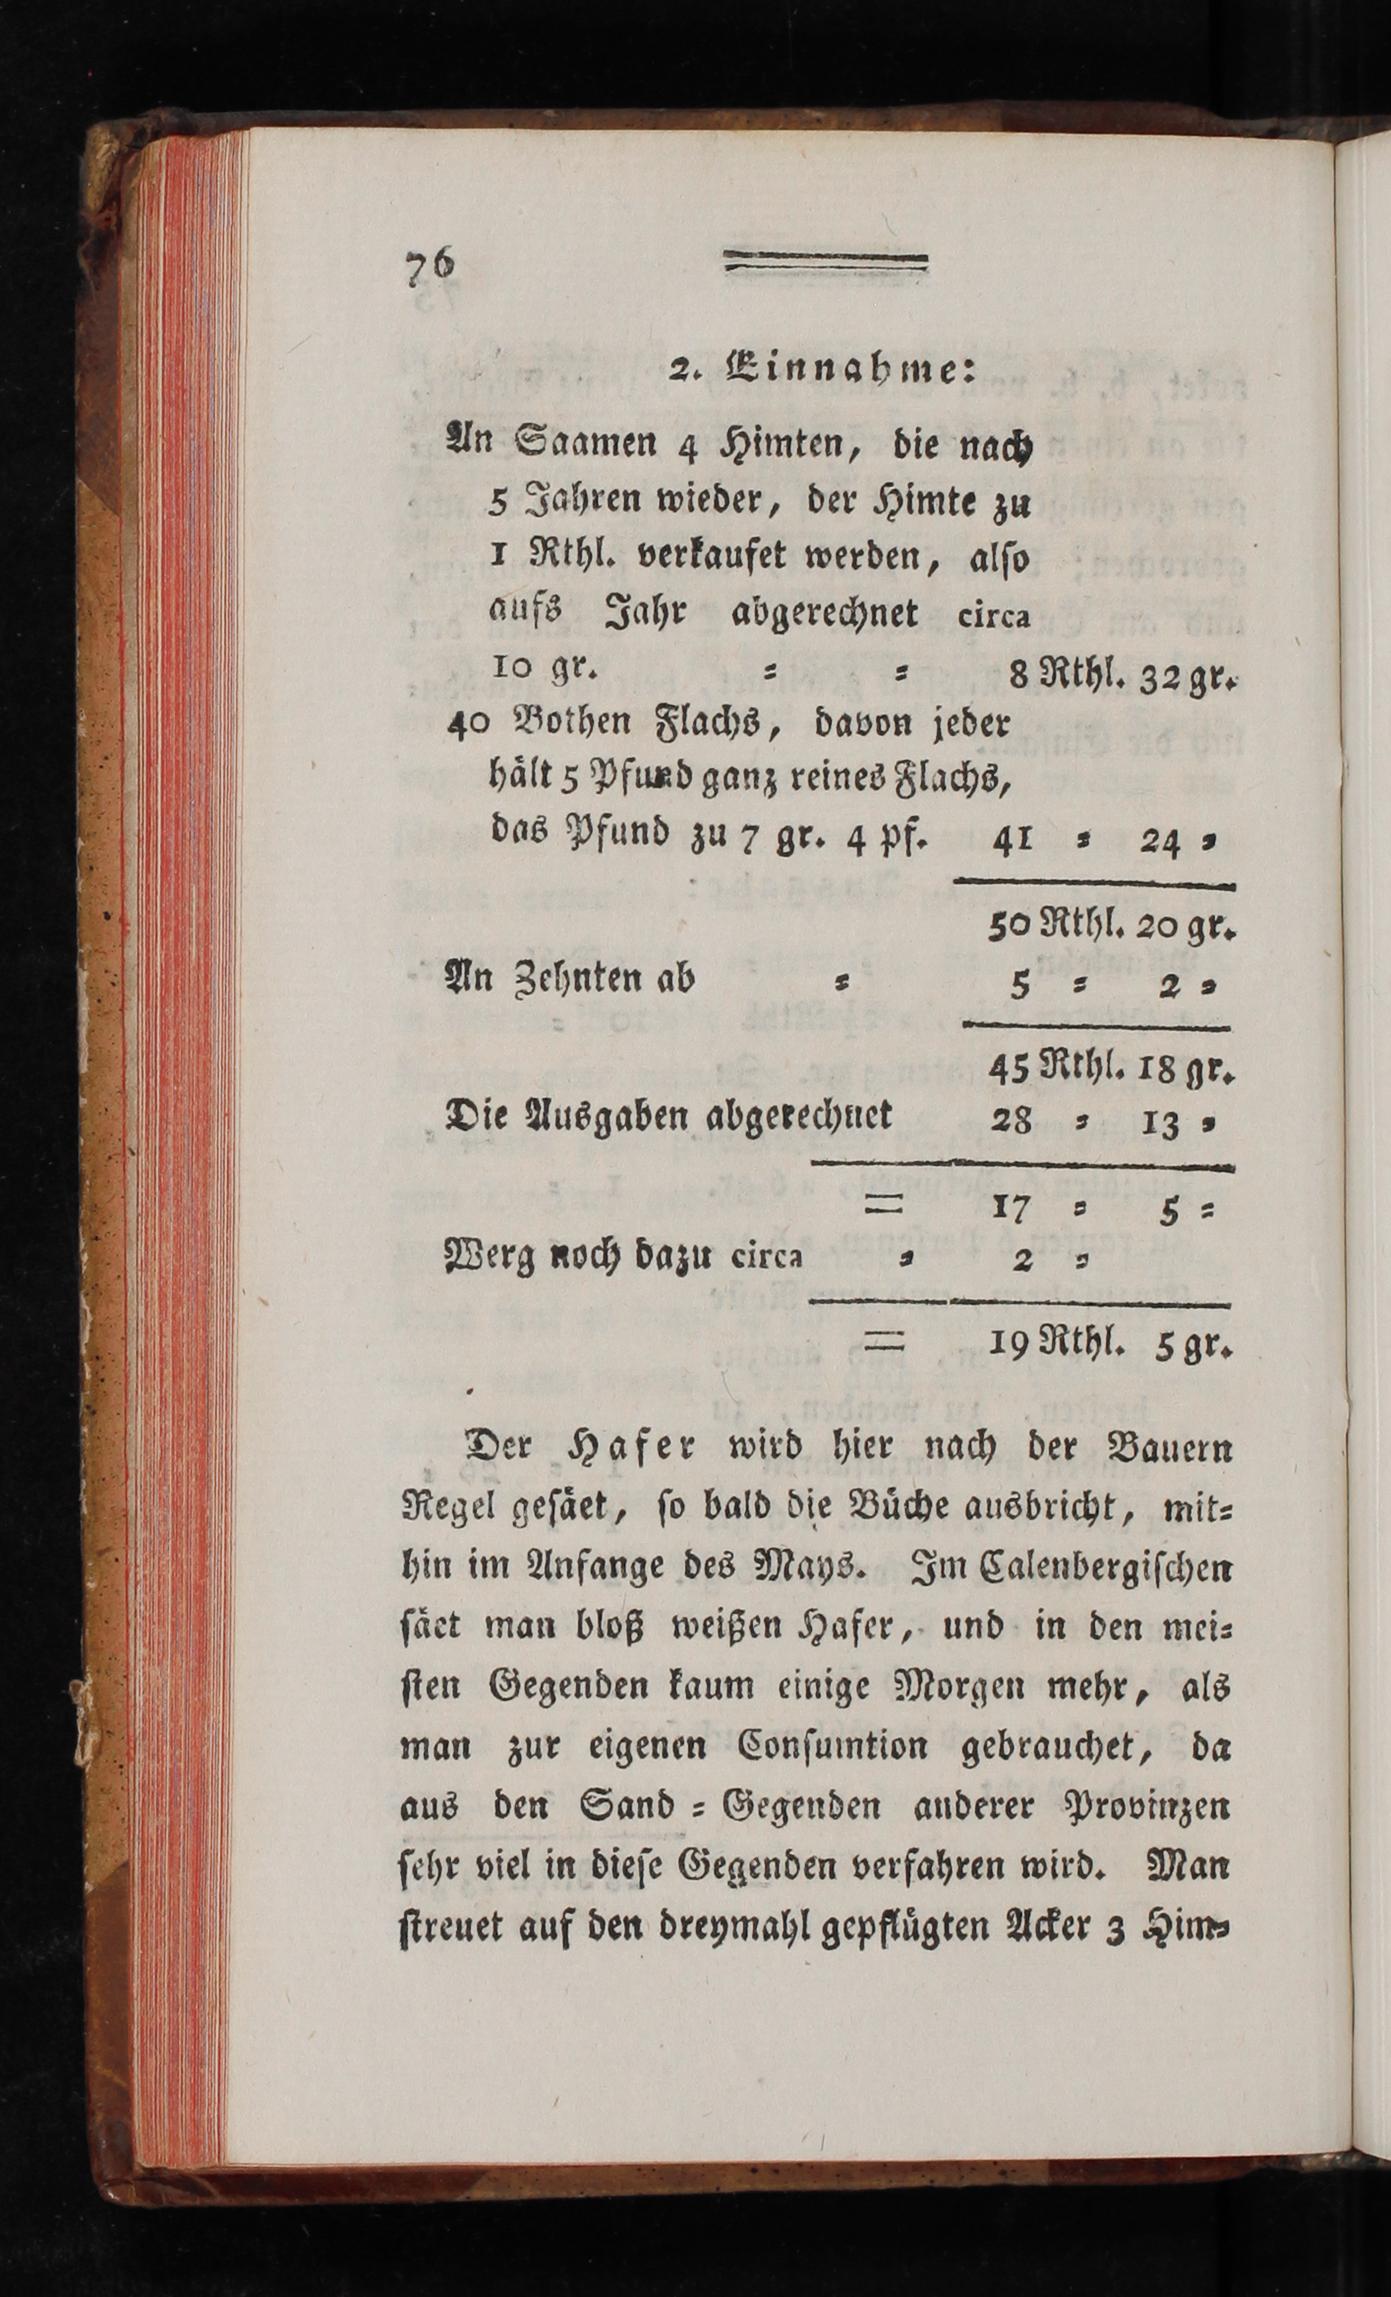 76
2. Einnahme:
An Saamen 4 Himten, die nach
5 Jahren wieder, der Himte zu
1 Rthl. verkaufet werden, alſo
aufs Jahr abgerechnet circa
10 gr. = = 8 Rthl. 32 gr.
40 Bothen Flachs, davon jeder
hält 5 Pfund ganz reines Flachs,
das Pfund zu 7 gr. 4 pf. 41 = 24 =
50 Rthl. 20 gr.
An Zehnten ab = 5 = 2 =
45 Rthl. 18 gr.
Die Ausgaben abgerechnet 28 = 13 =
= 17 = 5 =
Werg noch dazu circa = 2 =
= 19 Rthl. 5 gr.
Der Hafer wird hier nach der Bauern
Regel geſäet, ſo bald die Büche ausbricht, mit=
hin im Anfange des Mays. Im Calenbergiſchen
ſäet man bloß weißen Hafer, und in den mei=
ſten Gegenden kaum einige Morgen mehr, als
man zur eigenen Conſumtion gebrauchet, da
aus den Sand = Gegenden anderer Provinzen
ſehr viel in dieſe Gegenden verfahren wird. Man
ſtreuet auf den dreymahl gepflügten Acker 3 Him=